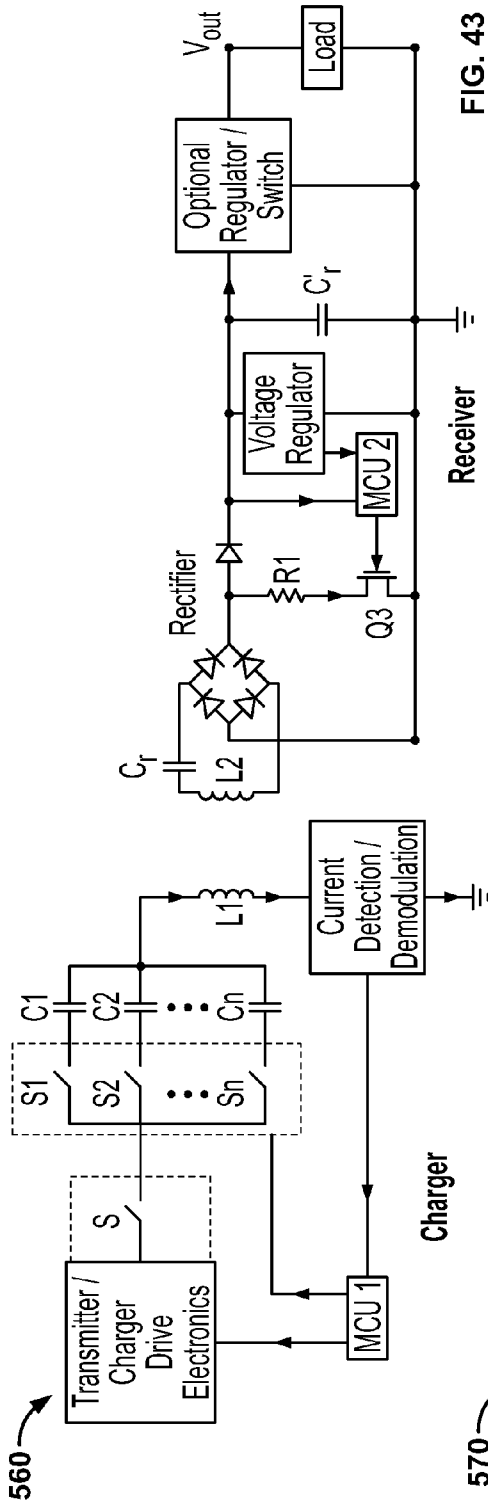 560
Transmitter /
Charger
Drive
Electronics
S
S1
S2
Sn
C1
C2
Cn
L1
Current
Detection /
Demodulation
MCU 1
Charger
Cr
L2
Rectifier
R1
Q3
Voltage
Regulator
MCU 2
C'r
Optional
Regulator /
Switch
Vout
Load
Receiver
FIG. 43
570